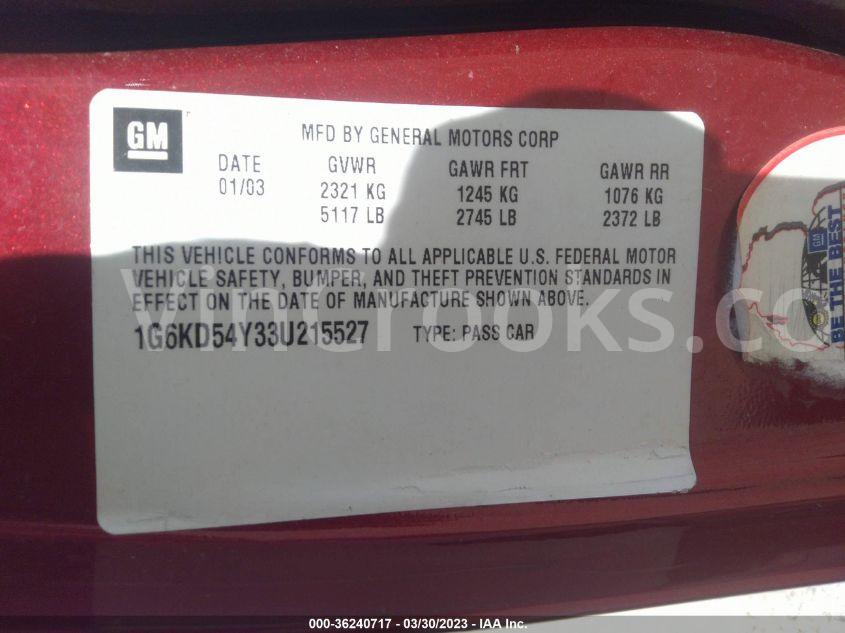 GM
MFD BY GENERAL MOTORS CORP
DATE GVWR GAWR FRT GAWR RR
01/03 2321 KG 1245 KG 1076 KG
5117 LB 2745 LB 2372 LB
THIS VEHICLE CONFORMS TO ALL APPLICABLE U.S. FEDERAL MOTOR
VEHICLE SAFETY, BUMPER, AND THEFT PREVENTION STANDARDS IN
EFFECT ON THE DATE OF MANUFACTURE SHOWN ABOVE.
1G6KD54Y33U215527 TYPE: PASS CAR
GM
BE THE BEST
Vincrooks.co
000-36240717 - 03/30/2023 - IAA Inc.